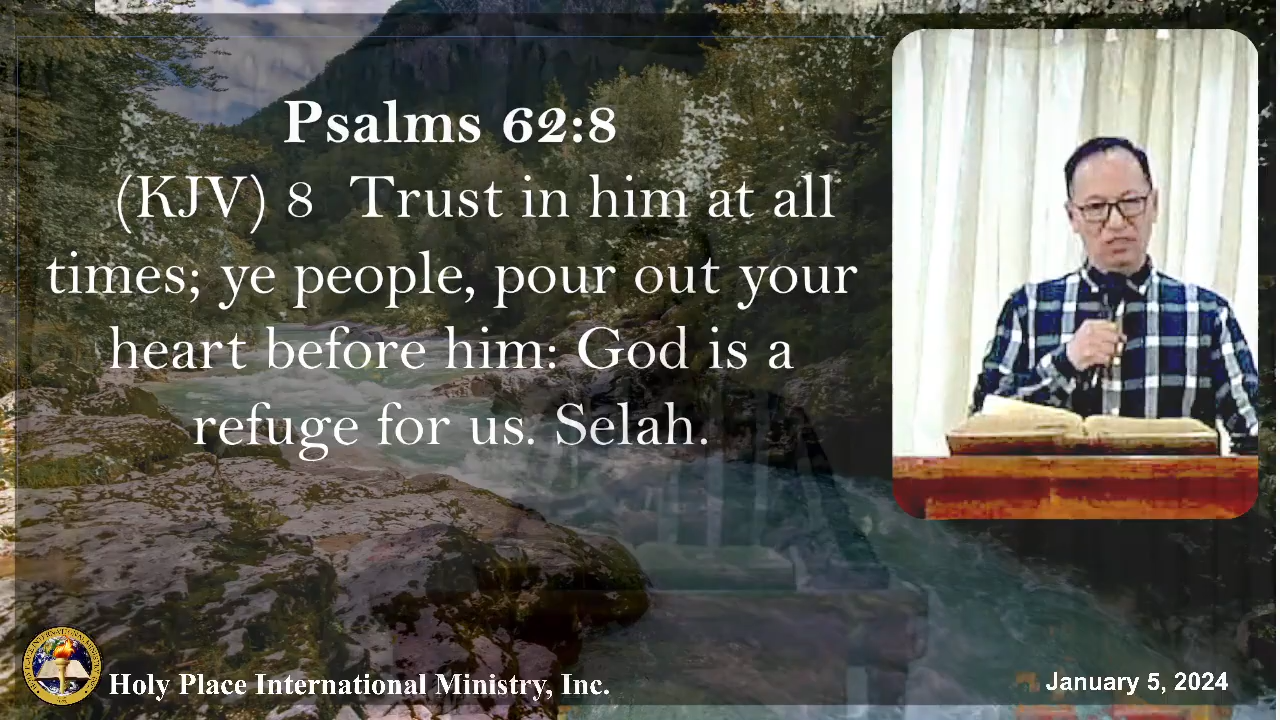 Psalms 62:8
(KJV) 8 Trust in him at all
times; ye people, pour out your
heart before him: God is a
refuge for us. Selah.
Holy Place International Ministry, Inc.
January 5, 2024